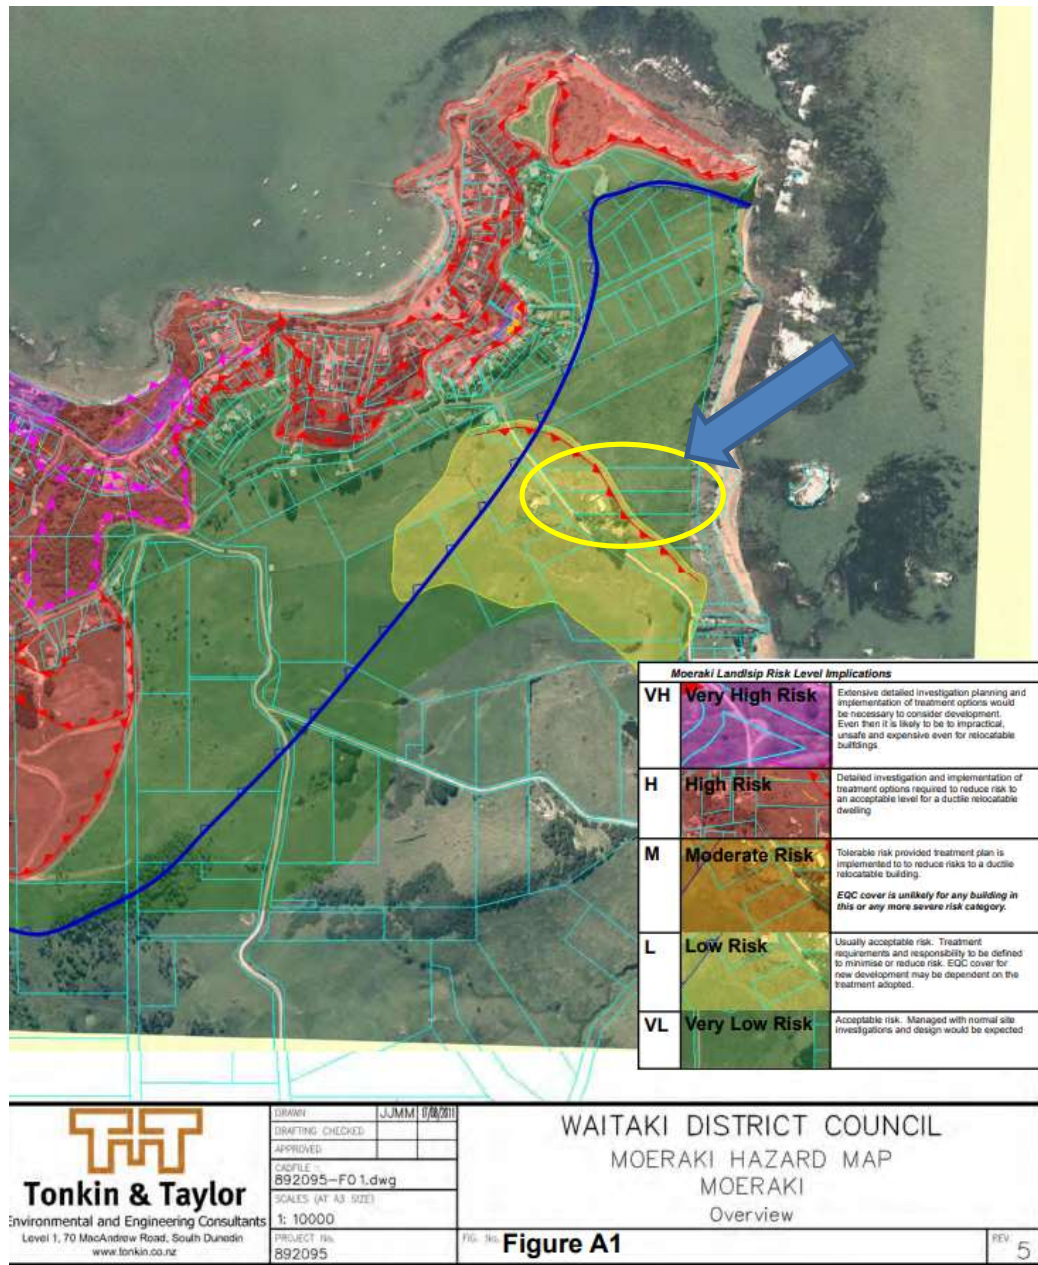 Moeraki Landlsip Risk Level Implications
VH Very High Risk
Extensive detailed investigation planning and
implementation of treatment options would
be necessary to consider development.
Even then it is likely to be to impractical,
unsafe and expensive even for relocatable
builtdings
H High Risk
Detailed investigation and implementation of
treatment options required to reduce risk to
an acceptable level for a ductile relocatable
dwelling
M Moderate Risk
Tolerable risk provided treatment plan is
implemented to to reduce risks to a ductile
relocatable building.
EQC cover is unlikely for any building in
this or any more severe risk category.
L Low Risk
Usually acceptable risk. Treatment
requirements and responsibility to be defined
to minimise or reduce risk. EQC cover for
new development may be dependent on the
treatment adopted.
VL Very Low Risk
Acceptable risk. Managed with normal site
investigations and design would be expected
T&T
Tonkin & Taylor
Environmental and Engineering Consultants
Level 1, 70 MacAndrew Road, South Dunedin
www.tonkin.co.nz
DRAWN JJMM 17/08/2011
DRAFTING CHECKED
APPROVED
CADFILE :
892095-F01.dwg
SCALES (AT A3 SIZE)
1: 10000
PROJECT No.
892095
WAITAKI DISTRICT COUNCIL
MOERAKI HAZARD MAP
MOERAKI
Overview
FIG. No. Figure A1
REV. 5